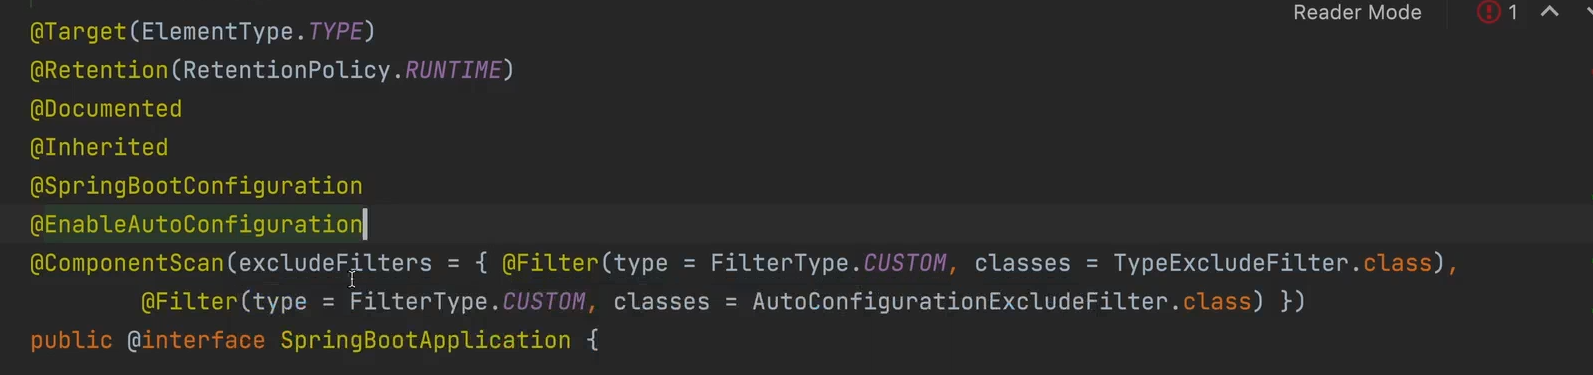 Reader Mode 1
@Target(ElementType.TYPE)
@Retention(RetentionPolicy.RUNTIME)
@Documented
@Inherited
@SpringBootConfiguration
@EnableAutoConfiguration
@ComponentScan(excludeFilters = { @Filter(type = FilterType.CUSTOM, classes = TypeExcludeFilter.class),
@Filter(type = FilterType.CUSTOM, classes = AutoConfigurationExcludeFilter.class) })
public @interface SpringBootApplication {